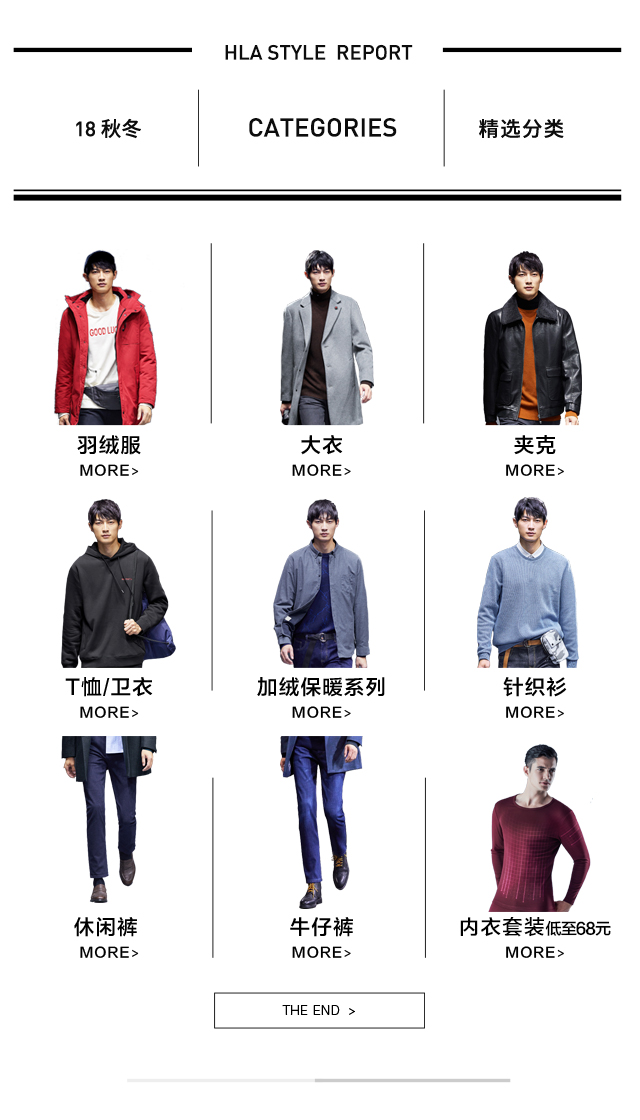 HLA STYLE REPORT
18 秋冬
CATEGORIES
精选分类
GOOD LUC
羽绒服
MORE>
大衣
MORE>
夹克
MORE>
T恤/卫衣
MORE>
加绒保暖系列
MORE>
针织衫
MORE>
休闲裤
MORE>
牛仔裤
MORE>
内衣套装低至68元
MORE>
THE END >